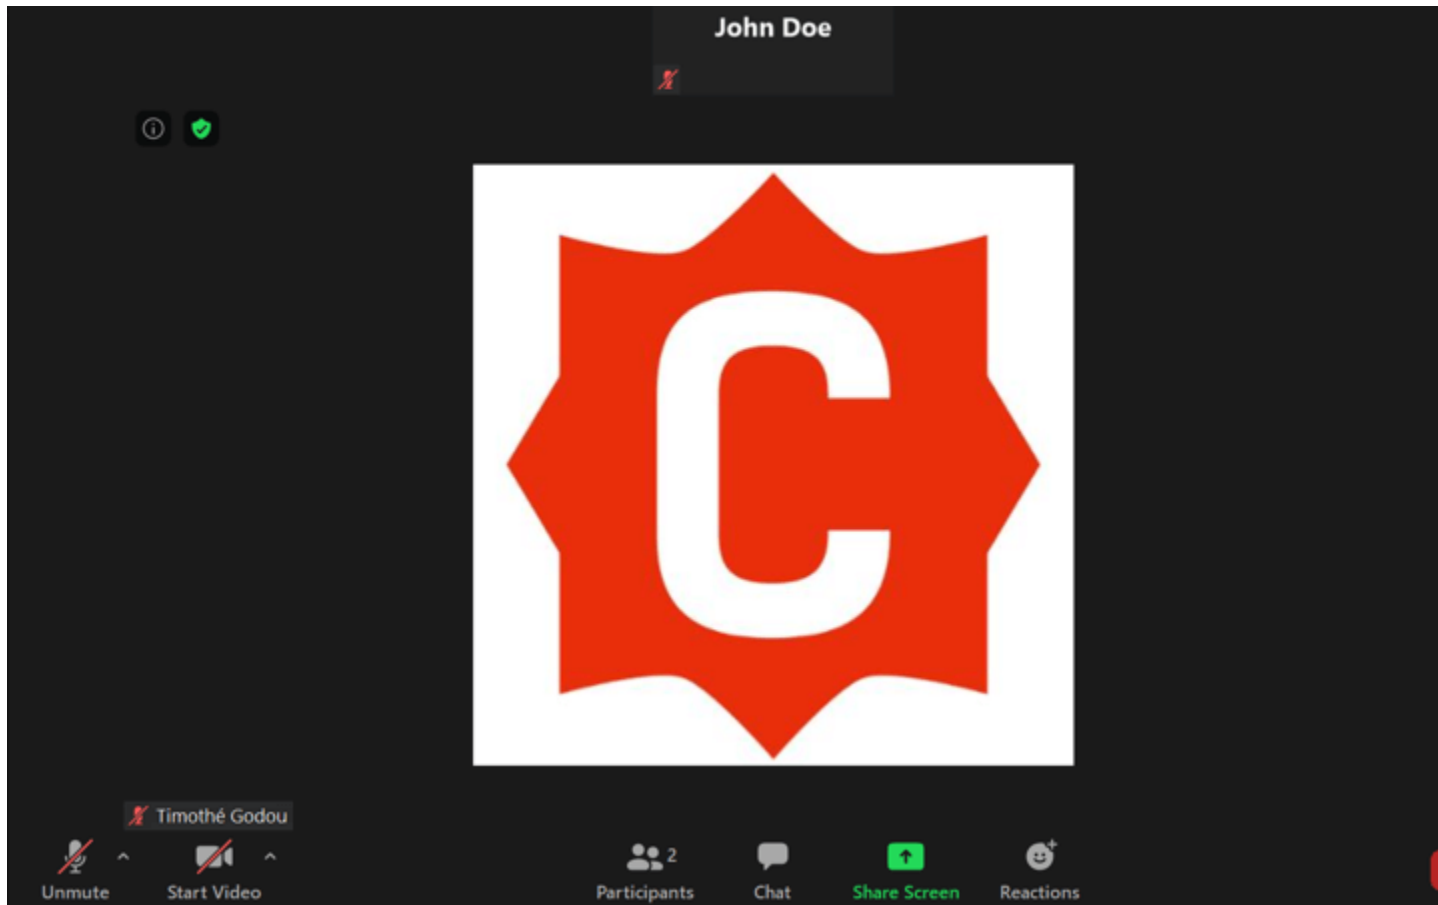 John Doe
C
Timothé Godou
2
Unmute
Start Video
Participants
Chat
Share Screen
Reactions